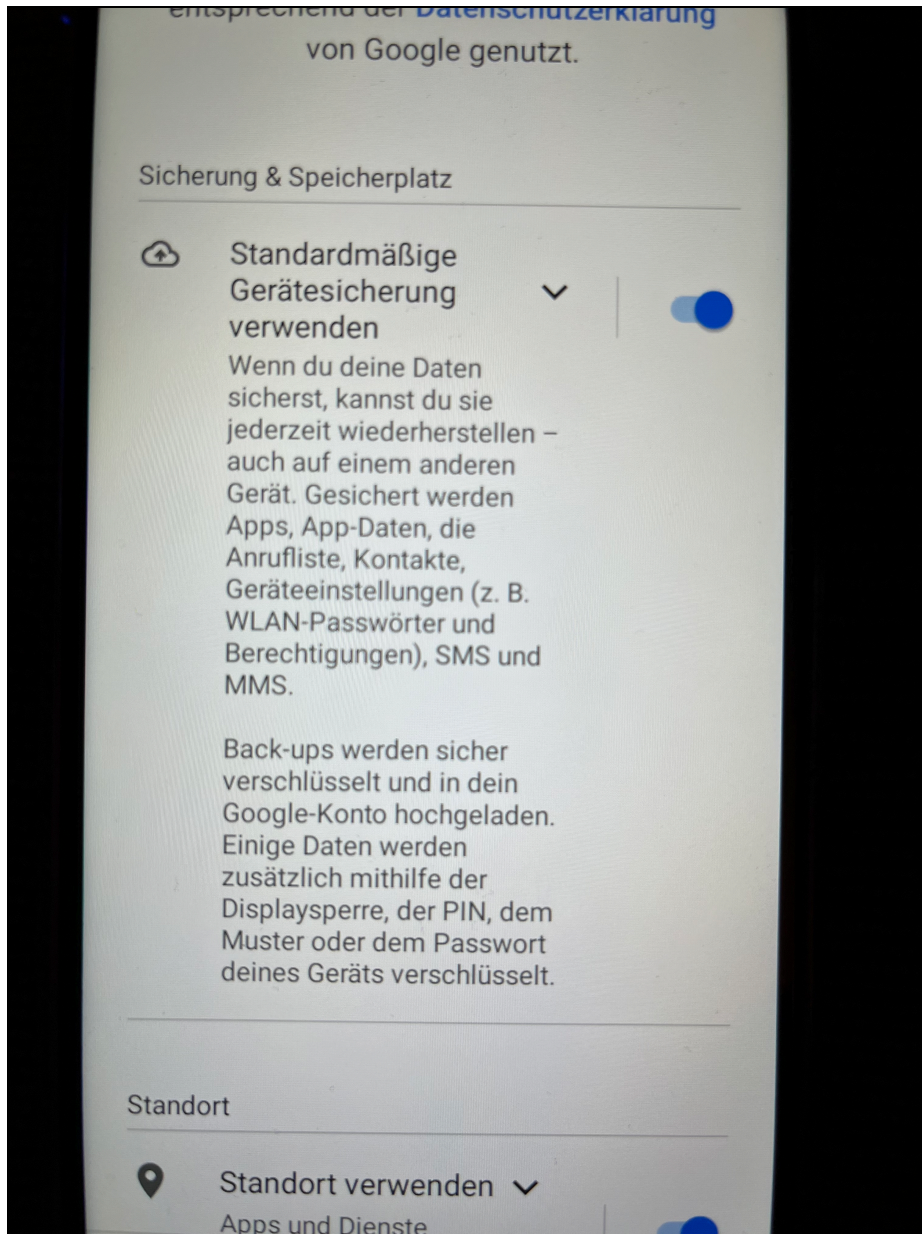 entsprechend der Datenschutzerklärung
von Google genutzt.
Sicherung & Speicherplatz
Standardmäßige
Gerätesicherung
verwenden
Wenn du deine Daten
sicherst, kannst du sie
jederzeit wiederherstellen –
auch auf einem anderen
Gerät. Gesichert werden
Apps, App-Daten, die
Anrufliste, Kontakte,
Geräteeinstellungen (z. B.
WLAN-Passwörter und
Berechtigungen), SMS und
MMS.
Back-ups werden sicher
verschlüsselt und in dein
Google-Konto hochgeladen.
Einige Daten werden
zusätzlich mithilfe der
Displaysperre, der PIN, dem
Muster oder dem Passwort
deines Geräts verschlüsselt.
Standort
Standort verwenden
Apps und Dienste